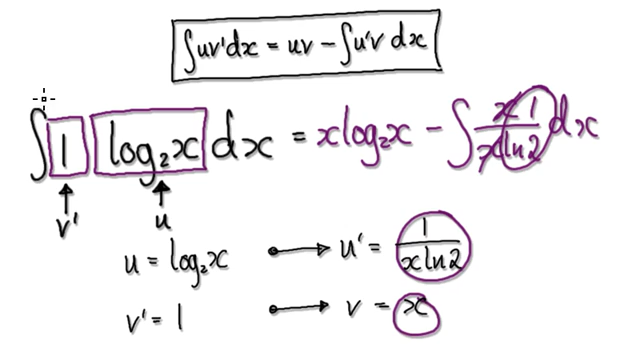 ∫uv'dx = uv - ∫u'v dx
∫ 1 log₂x dx = xlog₂x - ∫ x 1 / x ln2 dx
v' u
u = log₂x → u' = 1 / x ln2
v' = 1 → v = x